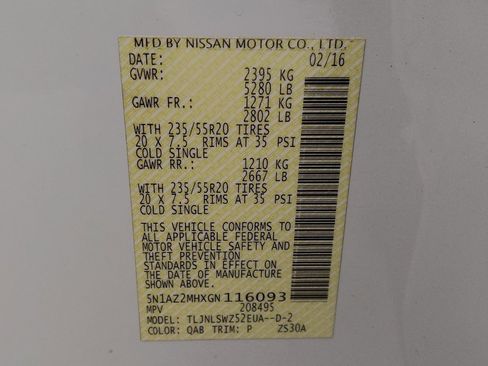 MFD BY NISSAN MOTOR CO., LTD.
DATE: 02/16
GVWR: 2395 KG
5280 LB
GAWR FR.: 1271 KG
2802 LB
WITH 235/55R20 TIRES
20 X 7.5 RIMS AT 35 PSI
COLD SINGLE
GAWR RR.: 1210 KG
2667 LB
WITH 235/55R20 TIRES
20 X 7.5 RIMS AT 35 PSI
COLD SINGLE
THIS VEHICLE CONFORMS TO
ALL APPLICABLE FEDERAL
MOTOR VEHICLE SAFETY AND
THEFT PREVENTION
STANDARDS IN EFFECT ON THE
DATE OF MANUFACTURE SHOWN
ABOVE.
5N1AZ2MHXGN116093
MPV 208495
MODEL: TLJNLSWZ52EUA--D-2
COLOR: QAB TRIM: P ZS30A